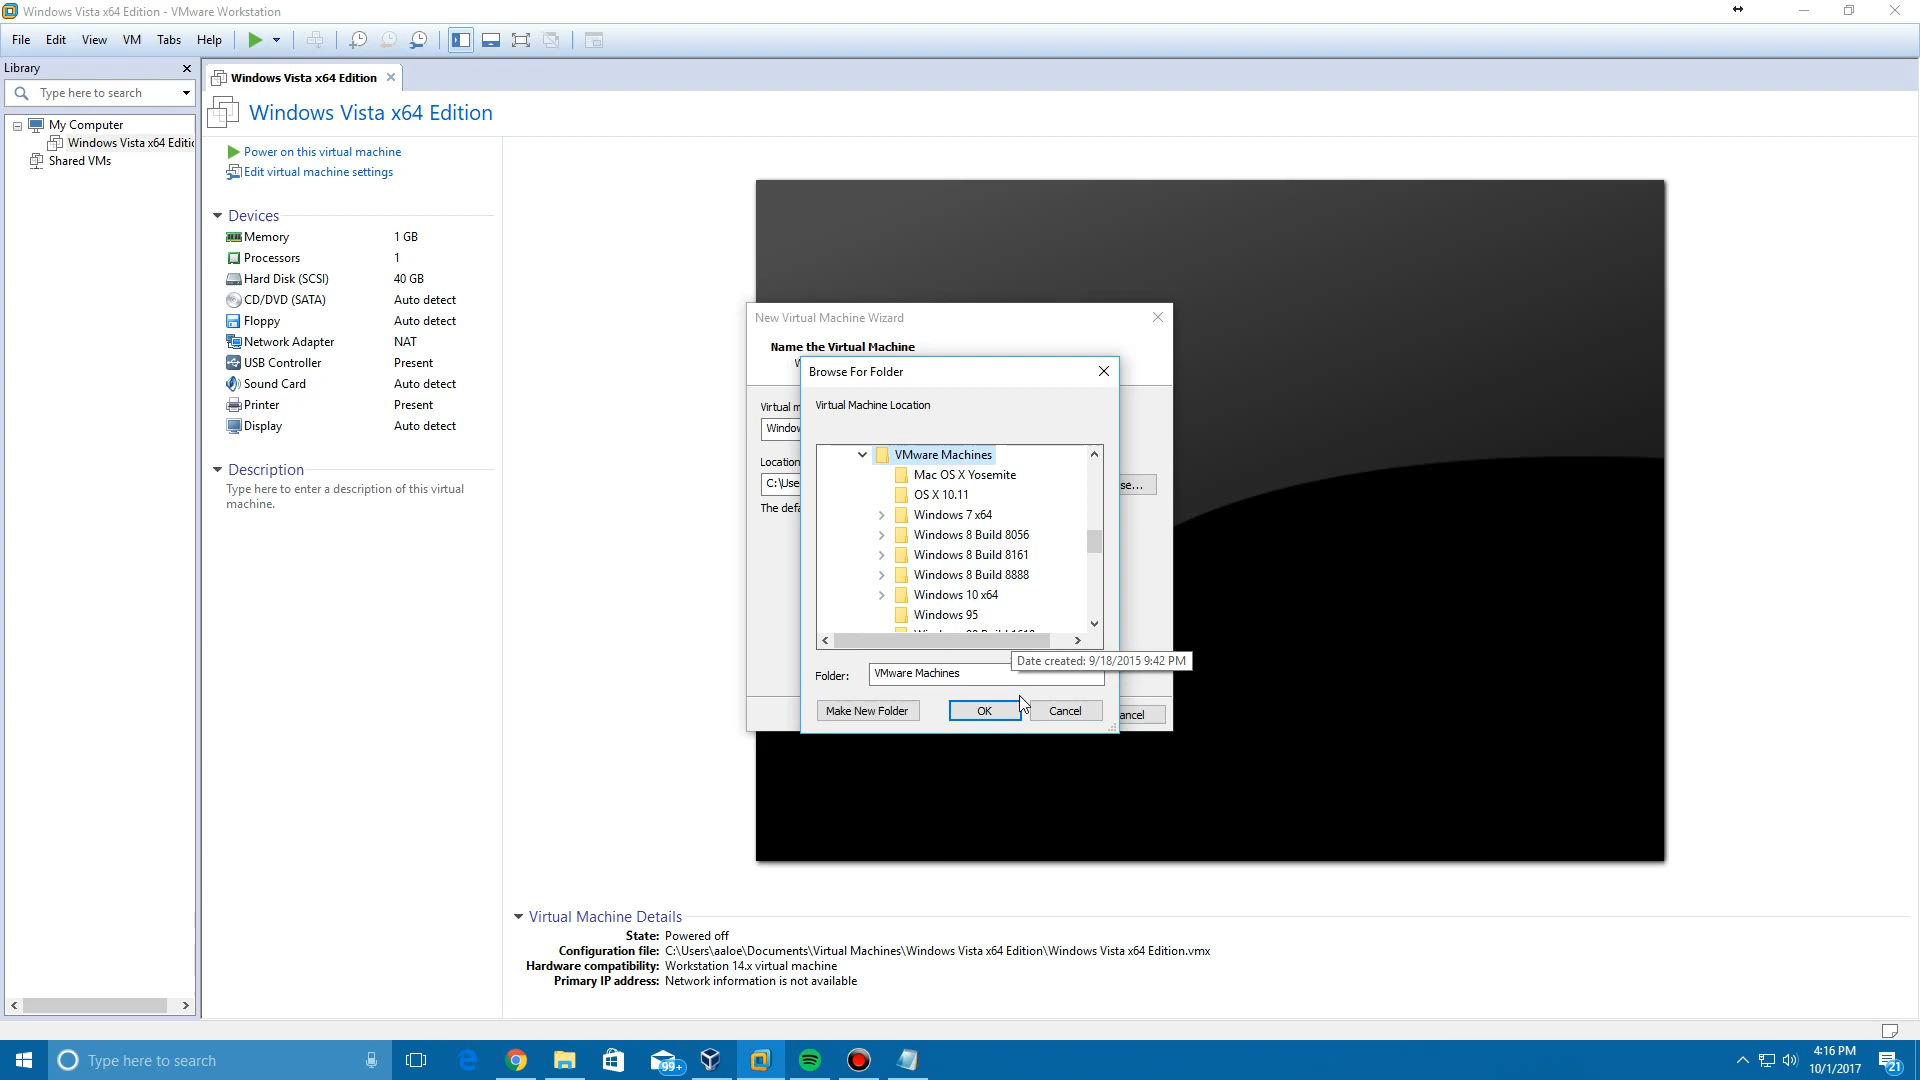 Windows Vista x64 Edition - VMware Workstation
File Edit View VM Tabs Help
Library
Type here to search
My Computer
Windows Vista x64 Editic
Shared VMs
Windows Vista x64 Edition
Windows Vista x64 Edition
Power on this virtual machine
Edit virtual machine settings
Devices
Memory 1 GB
Processors 1
Hard Disk (SCSI) 40 GB
CD/DVD (SATA) Auto detect
Floppy Auto detect
Network Adapter NAT
USB Controller Present
Sound Card Auto detect
Printer Present
Display Auto detect
Description
Type here to enter a description of this virtual
machine.
New Virtual Machine Wizard
Name the Virtual Machine
Virtual m
Windov
Location
C:\Use
se...
The defa
ancel
Browse For Folder
Virtual Machine Location
VMware Machines
Mac OS X Yosemite
OS X 10.11
Windows 7 x64
Windows 8 Build 8056
Windows 8 Build 8161
Windows 8 Build 8888
Windows 10 x64
Windows 95
Date created: 9/18/2015 9:42 PM
Folder: VMware Machines
Make New Folder OK Cancel
Virtual Machine Details
State: Powered off
Configuration file: C:\Users\aaloe\Documents\Virtual Machines\Windows Vista x64 Edition\Windows Vista x64 Edition.vmx
Hardware compatibility: Workstation 14.x virtual machine
Primary IP address: Network information is not available
Type here to search
99+
4:16 PM
10/1/2017
21